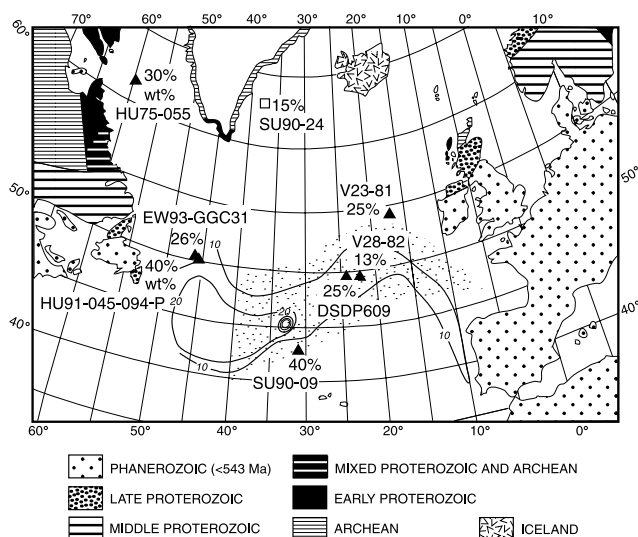 60° 70° 50° 40° 30° 20° 10° 0° 10°
60°
30%
wt%
HU75-055
15%
SU90-24
50°
V23-81
25%
50°
EW93-GGC31
26%
V28-82
13%
10
10
40%
wt%
HU91-045-094-P
20
20
25%
DSDP609
40°
40°
10
10
40%
SU90-09
60° 50° 40° 30° 20° 10° 0°
PHANEROZOIC (<543 Ma)
MIXED PROTEROZOIC AND ARCHEAN
LATE PROTEROZOIC
EARLY PROTEROZOIC
MIDDLE PROTEROZOIC
ARCHEAN
ICELAND